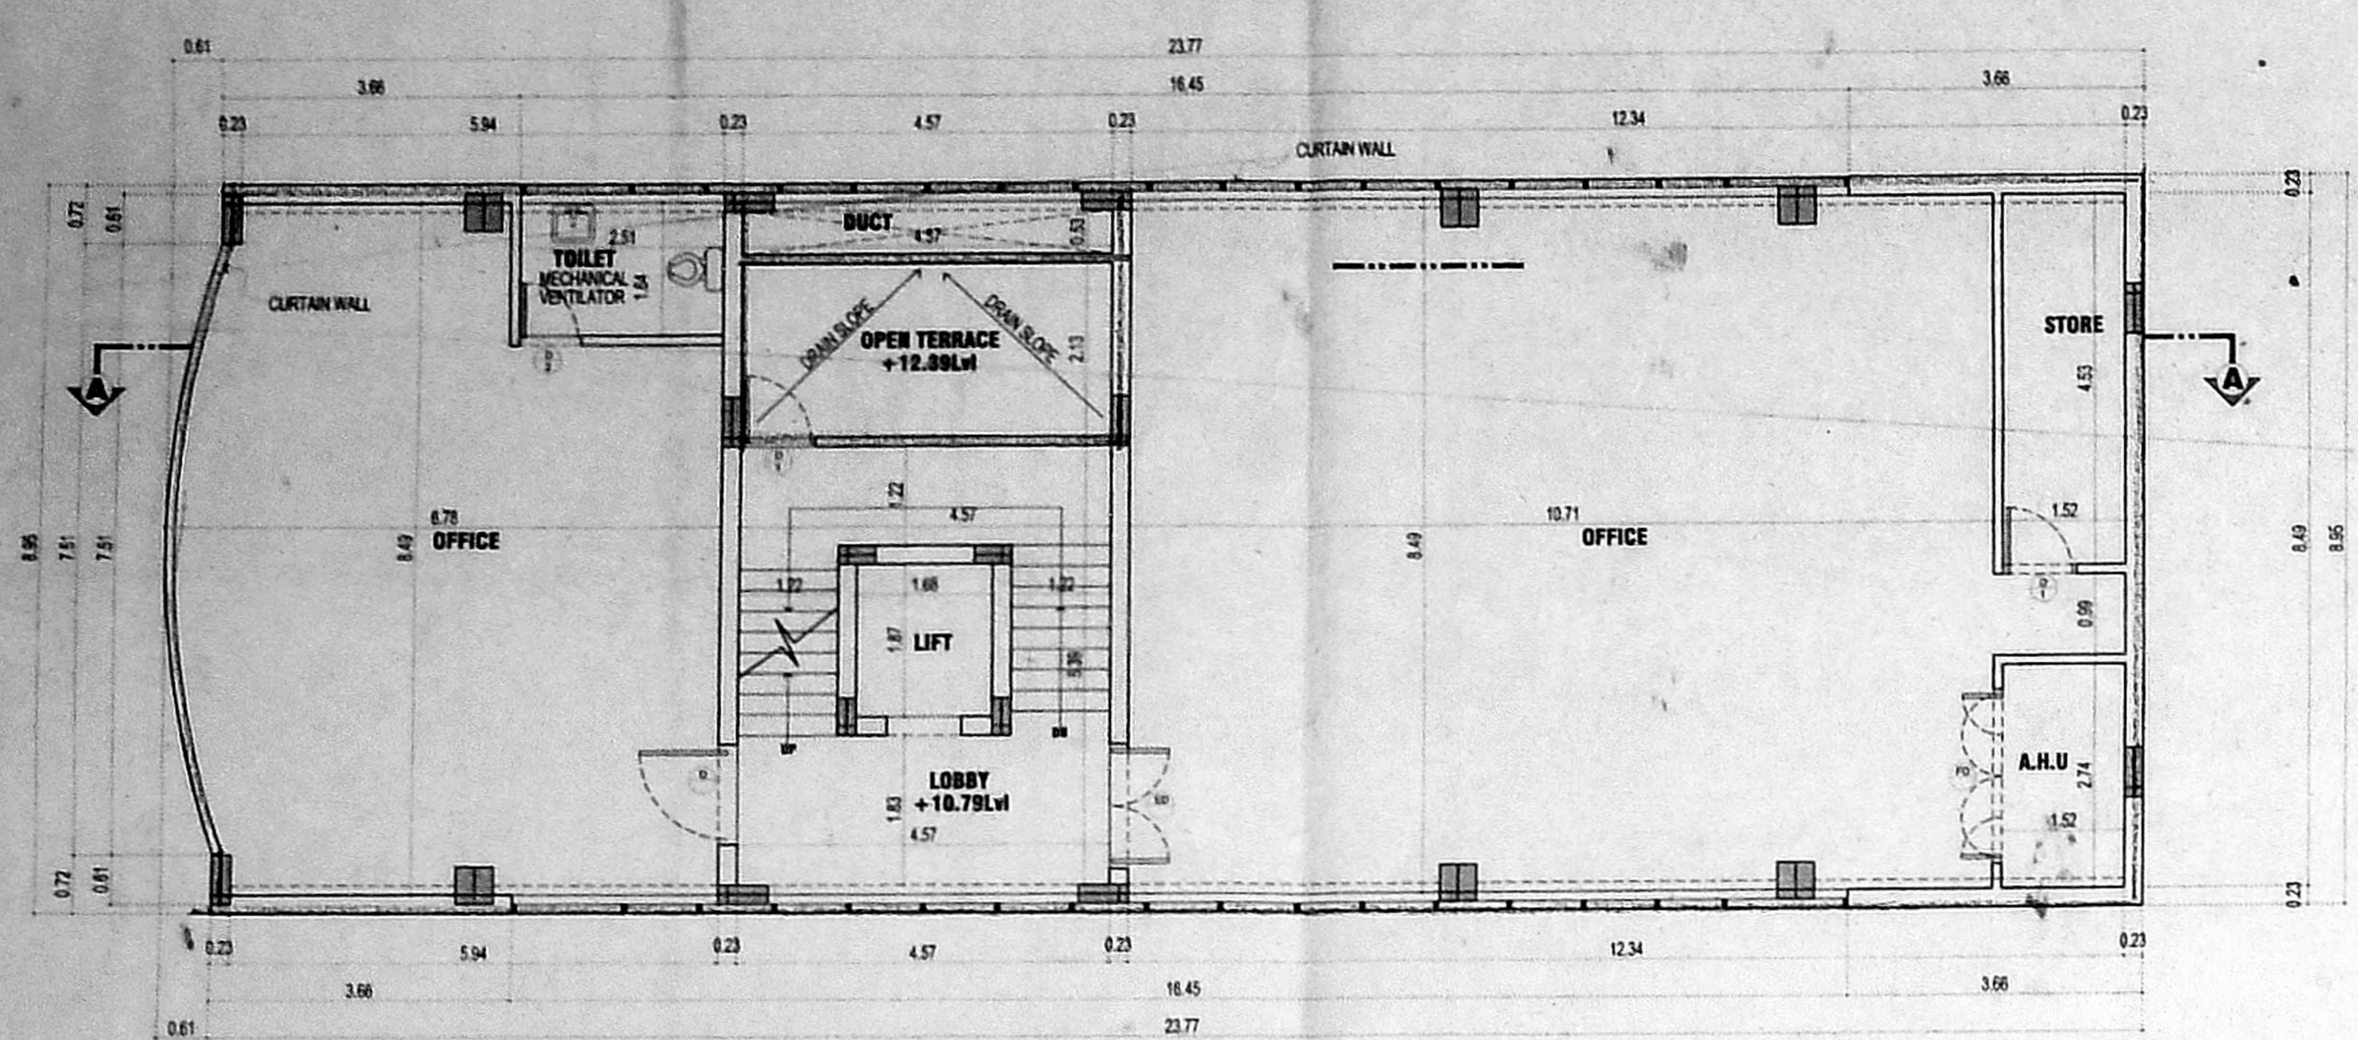 0.61
23.77
3.66
16.45
3.66
0.23
5.94
0.23
4.57
0.23
12.34
0.23
CURTAIN WALL
0.72
0.61
0.23
DUCT
4.57
0.53
2.51
TOILET
MECHANICAL
VENTILATOR
CURTAIN WALL
DRAIN SLOPE
DRAIN SLOPE
OPEN TERRACE
+12.39Lvl
2.13
STORE
4.53
A
A
1.22
4.57
6.78
OFFICE
8.49
10.71
OFFICE
8.49
1.52
8.95
7.51
7.51
8.49
8.95
1.22
1.68
1.22
1.87
LIFT
5.36
0.99
UP
DN
LOBBY
+10.79Lvl
1.83
4.57
D
FD
A.H.U
2.74
1.52
0.72
0.61
0.23
0.23
5.94
0.23
4.57
0.23
12.34
0.23
3.66
16.45
3.66
0.61
23.77